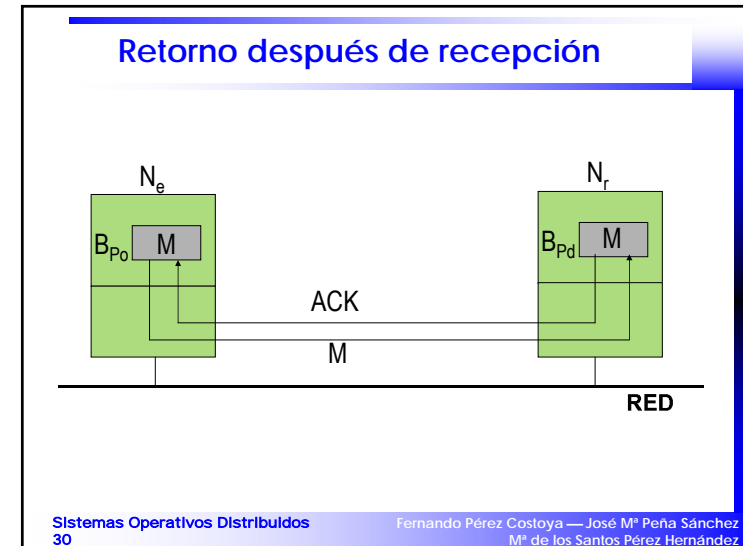 Retorno después de recepción
Ne
Nr
BPo M
BPd M
ACK
M
RED
Sistemas Operativos Distribuidos
30
Fernando Pérez Costoya — José Mª Peña Sánchez
Mª de los Santos Pérez Hernández